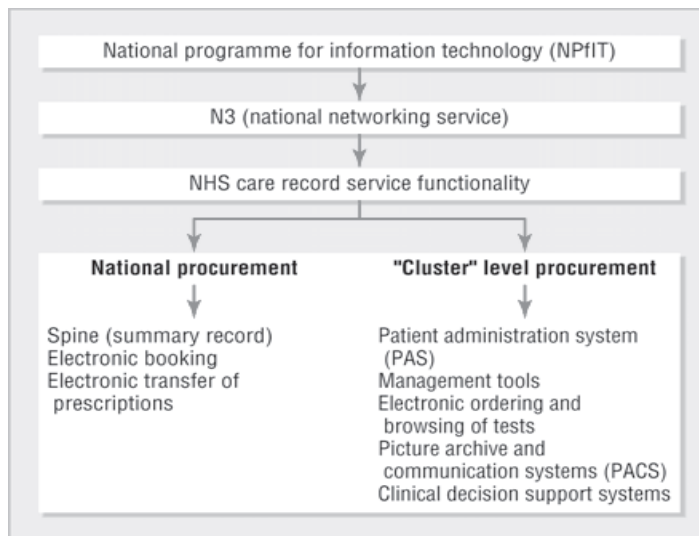 National programme for information technology (NPfIT)
N3 (national networking service)
NHS care record service functionality
National procurement
Spine (summary record)
Electronic booking
Electronic transfer of
prescriptions
"Cluster" level procurement
Patient administration system
(PAS)
Management tools
Electronic ordering and
browsing of tests
Picture archive and
communication systems (PACS)
Clinical decision support systems